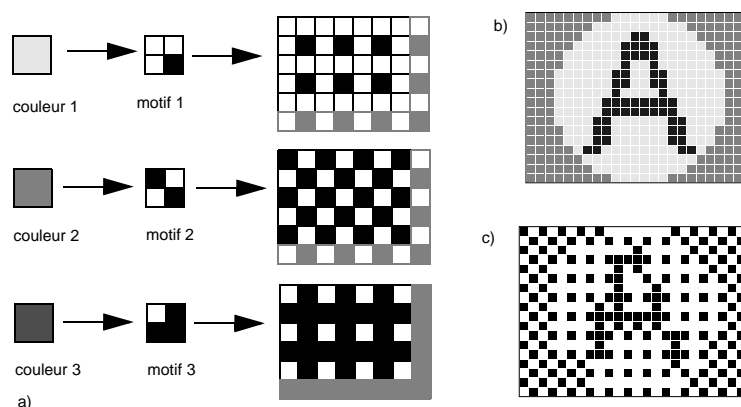 b)
couleur 1
motif 1
couleur 2
motif 2
c)
couleur 3
motif 3
a)
A
A